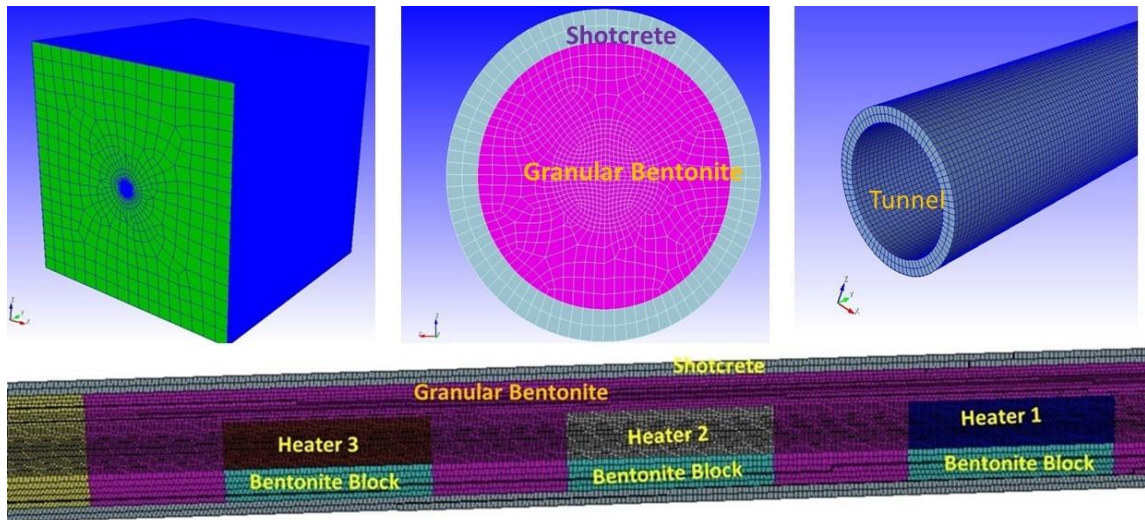 Shotcrete
Granular Bentonite
Tunnel
Shotcrete
Granular Bentonite
Heater 3
Heater 2
Heater 1
Bentonite Block
Bentonite Block
Bentonite Block